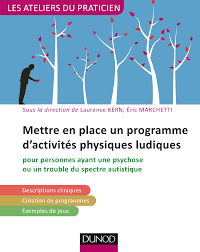 LES ATELIERS DU PRATICIEN
Sous la direction de Laurence KERN, Éric MARCHETTI
Mettre en place un programme
d'activités physiques ludiques
pour personnes ayant une psychose
ou un trouble du spectre autistique
Descriptions cliniques
Création de programmes
Exemples de jeux
DUNOD